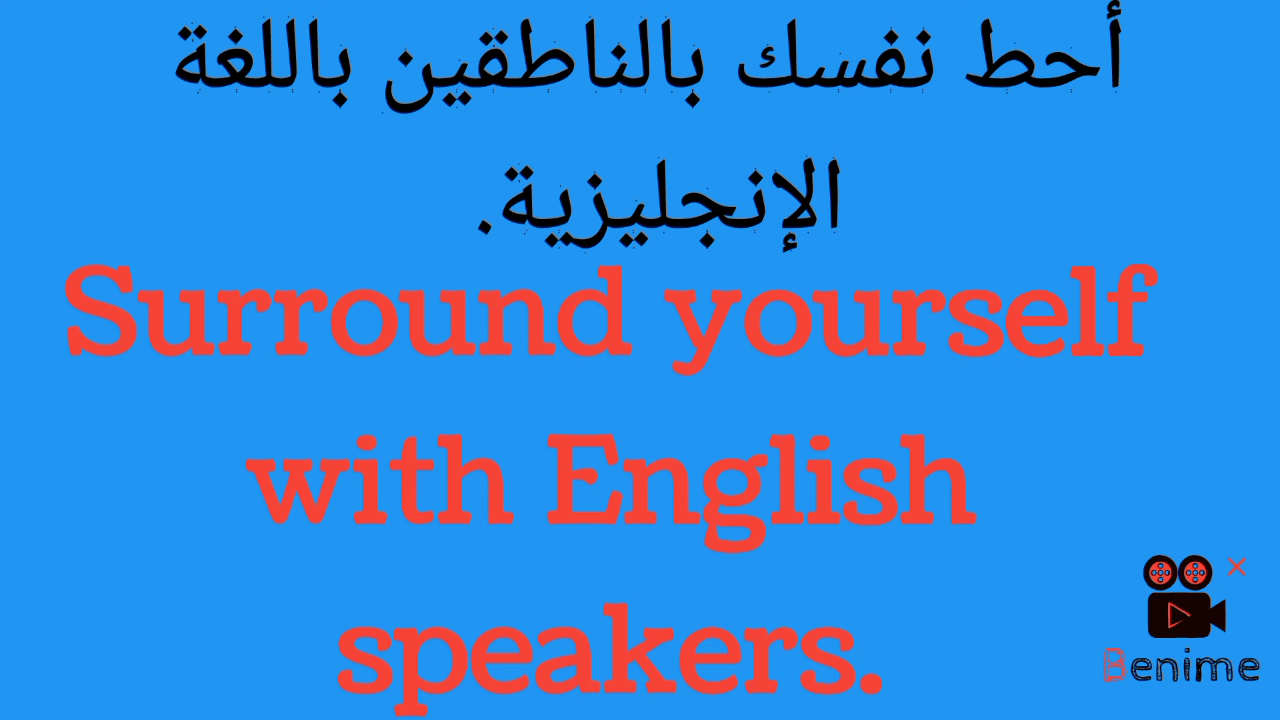 أحط نفسك بالناطقين باللغة
الإنجليزية.
Surround yourself
with English
speakers.
Benime